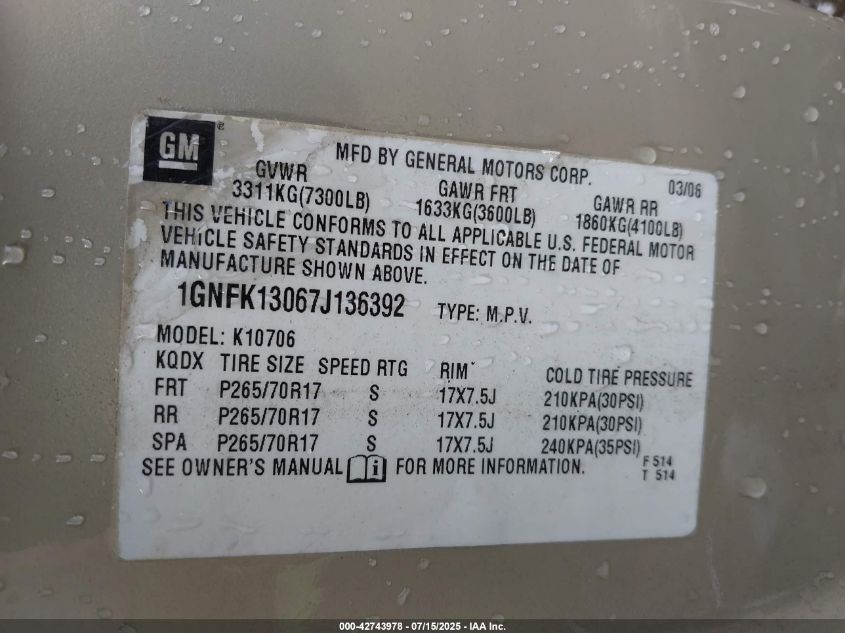 GM ®
MFD BY GENERAL MOTORS CORP. 03/06
GVWR GAWR FRT GAWR RR
3311KG(7300LB) 1633KG(3600LB) 1860KG(4100LB)
THIS VEHICLE CONFORMS TO ALL APPLICABLE U.S. FEDERAL MOTOR
VEHICLE SAFETY STANDARDS IN EFFECT ON THE DATE OF
MANUFACTURE SHOWN ABOVE.
1GNFK13067J136392 TYPE: M.P.V.
MODEL: K10706
KQDX TIRE SIZE SPEED RTG RIM COLD TIRE PRESSURE
FRT P265/70R17 S 17X7.5J 210KPA(30PSI)
RR P265/70R17 S 17X7.5J 210KPA(30PSI)
SPA P265/70R17 S 17X7.5J 240KPA(35PSI)
SEE OWNER'S MANUAL i FOR MORE INFORMATION.
F 514
T 514
000-42743978 - 07/15/2025 - IAA Inc.